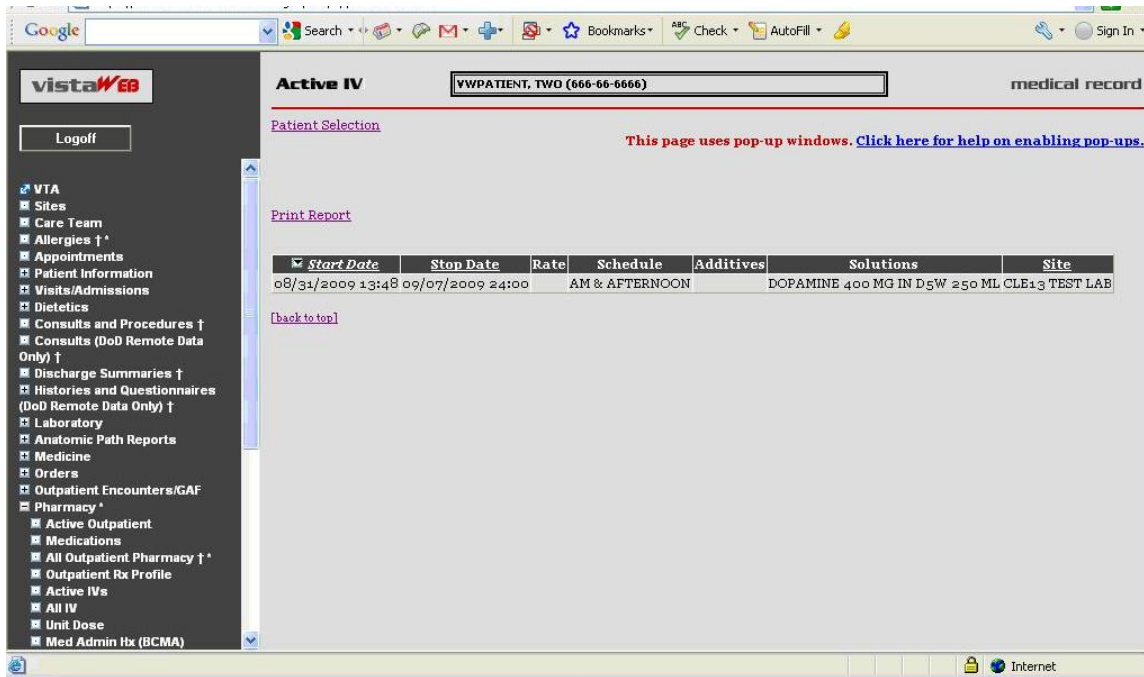 Google Search Bookmarks Check AutoFill Sign In
vistaWEB
Logoff
VTA
Sites
Care Team
Allergies † *
Appointments
Patient Information
Visits/Admissions
Dietetics
Consults and Procedures †
Consults (DoD Remote Data
Only) †
Discharge Summaries †
Histories and Questionnaires
(DoD Remote Data Only) †
Laboratory
Anatomic Path Reports
Medicine
Orders
Outpatient Encounters/GAF
Pharmacy *
Active Outpatient
Medications
All Outpatient Pharmacy † *
Outpatient Rx Profile
Active IVs
All IV
Unit Dose
Med Admin Hx (BCMA)
Active IV VWPATIENT, TWO (666-66-6666) medical record
Patient Selection
This page uses pop-up windows. Click here for help on enabling pop-ups.
Print Report
Start Date Stop Date Rate Schedule Additives Solutions Site
08/31/2009 13:48 09/07/2009 24:00 AM & AFTERNOON DOPAMINE 400 MG IN D5W 250 ML CLE13 TEST LAB
[back to top]
Internet